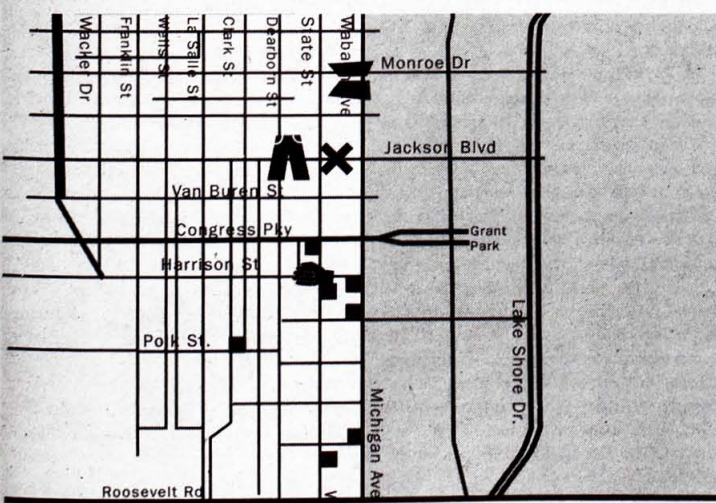 Wacker Dr
Franklin St
Wells St
La Salle St
Clark St
Dearborn St
State St
Monroe Dr
Jackson Blvd
Van Buren St
Congress Pky
Grant
Park
Harrison St
Polk St.
Lake Shore Dr.
Michigan Ave
Roosevelt Rd